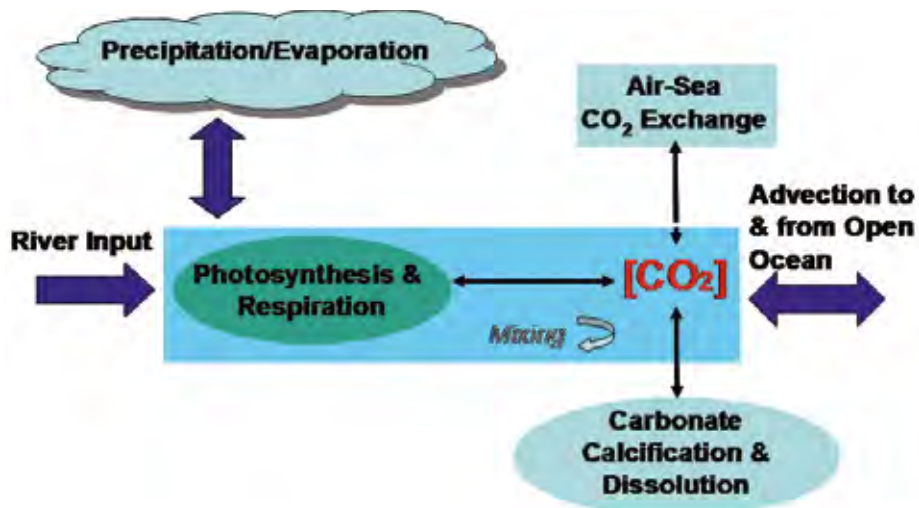 Precipitation/Evaporation
Air-Sea
CO₂ Exchange
Advection to
& from Open
Ocean
River Input
Photosynthesis &
Respiration
[CO₂]
Mixing
Carbonate
Calcification &
Dissolution